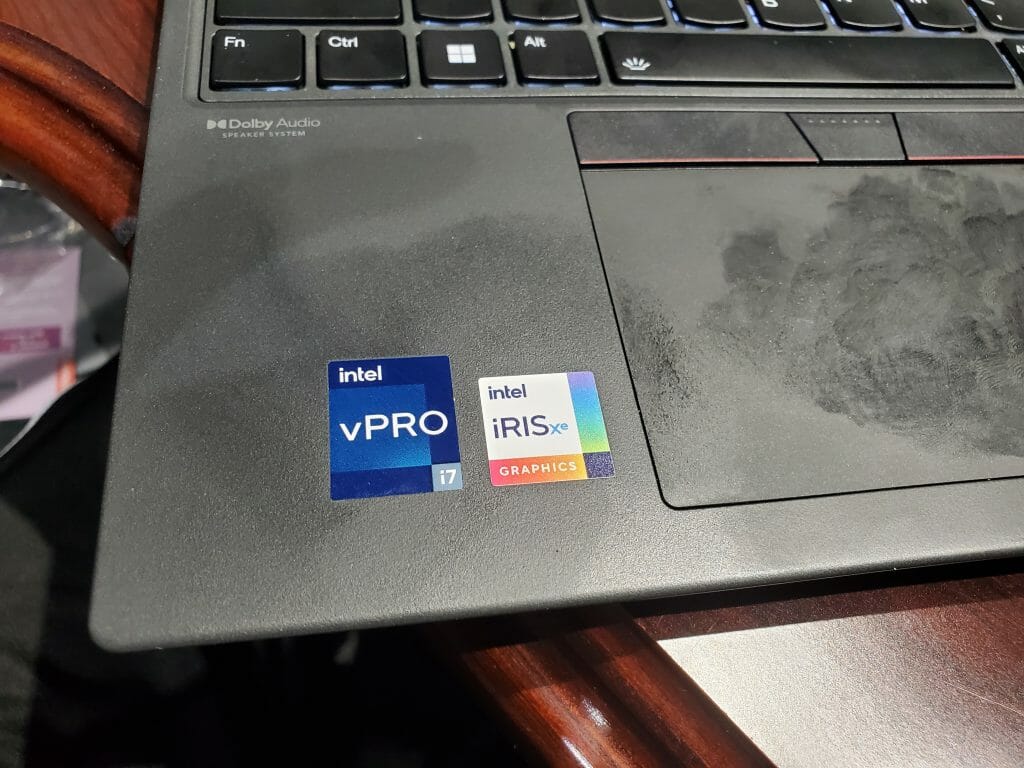 Fn
Ctrl
Alt
Dolby Audio
SPEAKER SYSTEM
intel
vPRO
i7
intel
iRISxe
GRAPHICS